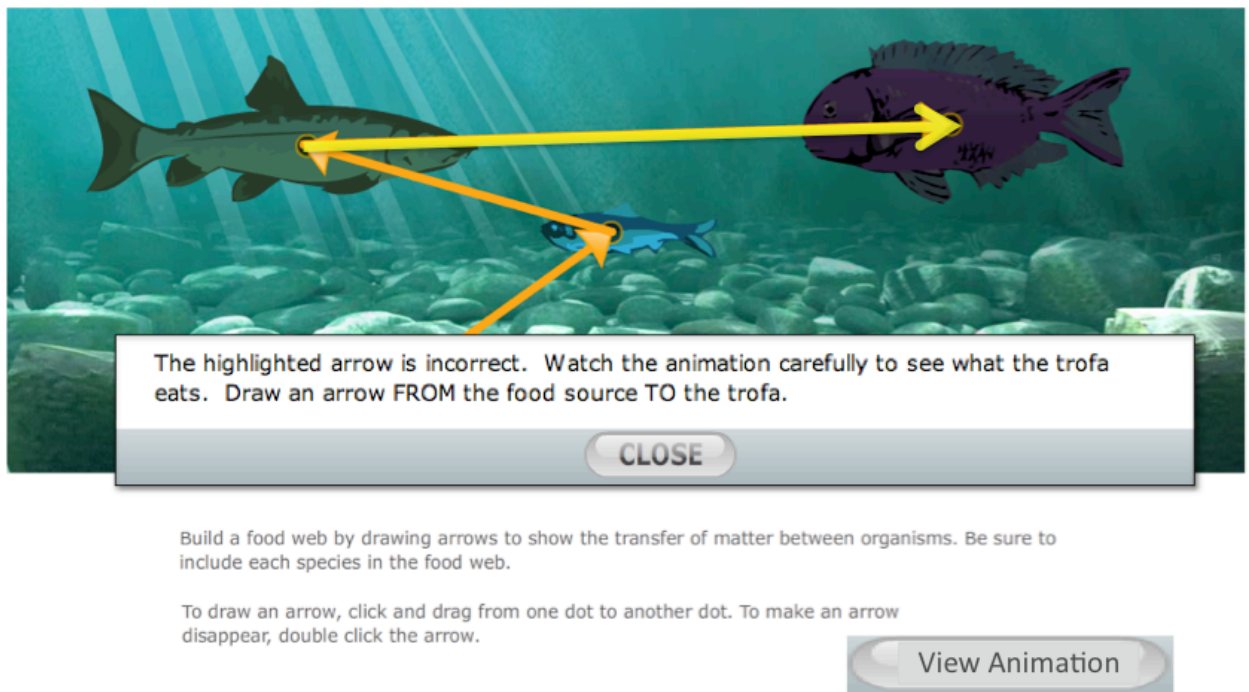 The highlighted arrow is incorrect.  Watch the animation carefully to see what the trofa
eats.  Draw an arrow FROM the food source TO the trofa.
CLOSE
Build a food web by drawing arrows to show the transfer of matter between organisms. Be sure to
include each species in the food web.
To draw an arrow, click and drag from one dot to another dot. To make an arrow
disappear, double click the arrow.
View Animation